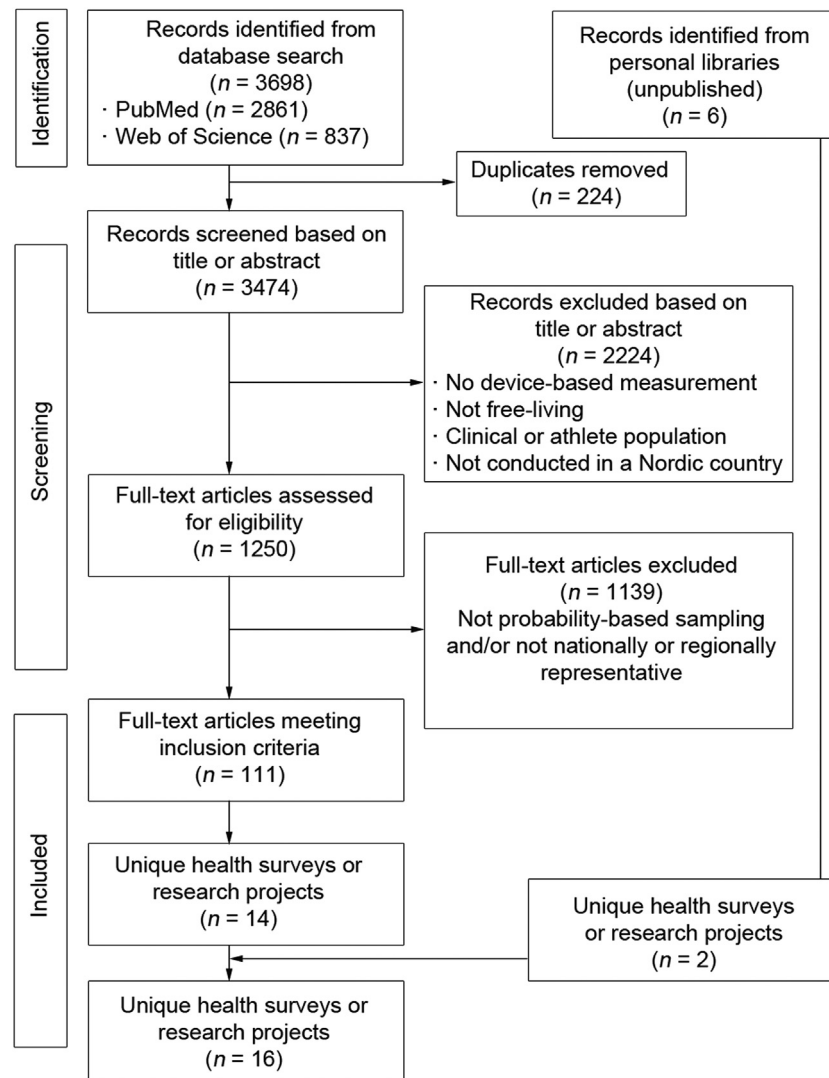 Identification
Records identified from
database search
(n = 3698)
· PubMed (n = 2861)
· Web of Science (n = 837)
Records identified from
personal libraries
(unpublished)
(n = 6)
Duplicates removed
(n = 224)
Screening
Records screened based on
title or abstract
(n = 3474)
Records excluded based on
title or abstract
(n = 2224)
· No device-based measurement
· Not free-living
· Clinical or athlete population
· Not conducted in a Nordic country
Full-text articles assessed
for eligibility
(n = 1250)
Full-text articles excluded
(n = 1139)
Not probability-based sampling
and/or not nationally or regionally
representative
Included
Full-text articles meeting
inclusion criteria
(n = 111)
Unique health surveys or
research projects
(n = 14)
Unique health surveys
or research projects
(n = 2)
Unique health surveys or
research projects
(n = 16)